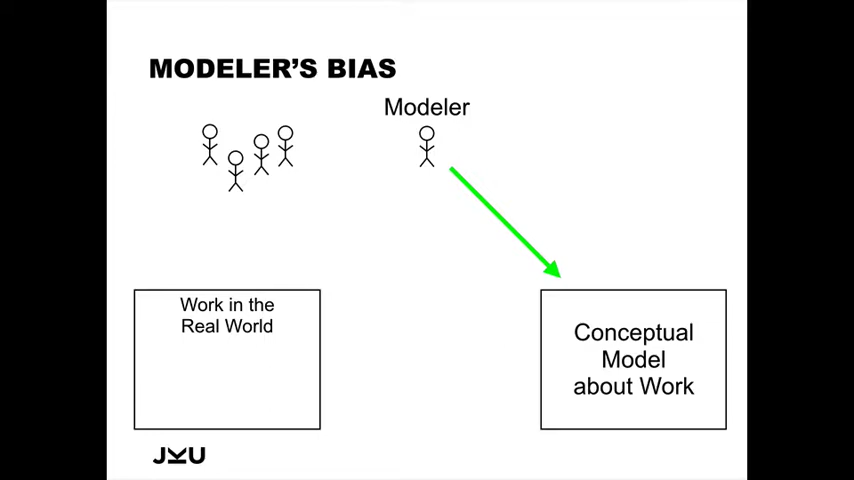 MODELER'S BIAS
Modeler
Work in the
Real World
Conceptual
Model
about Work
JKU